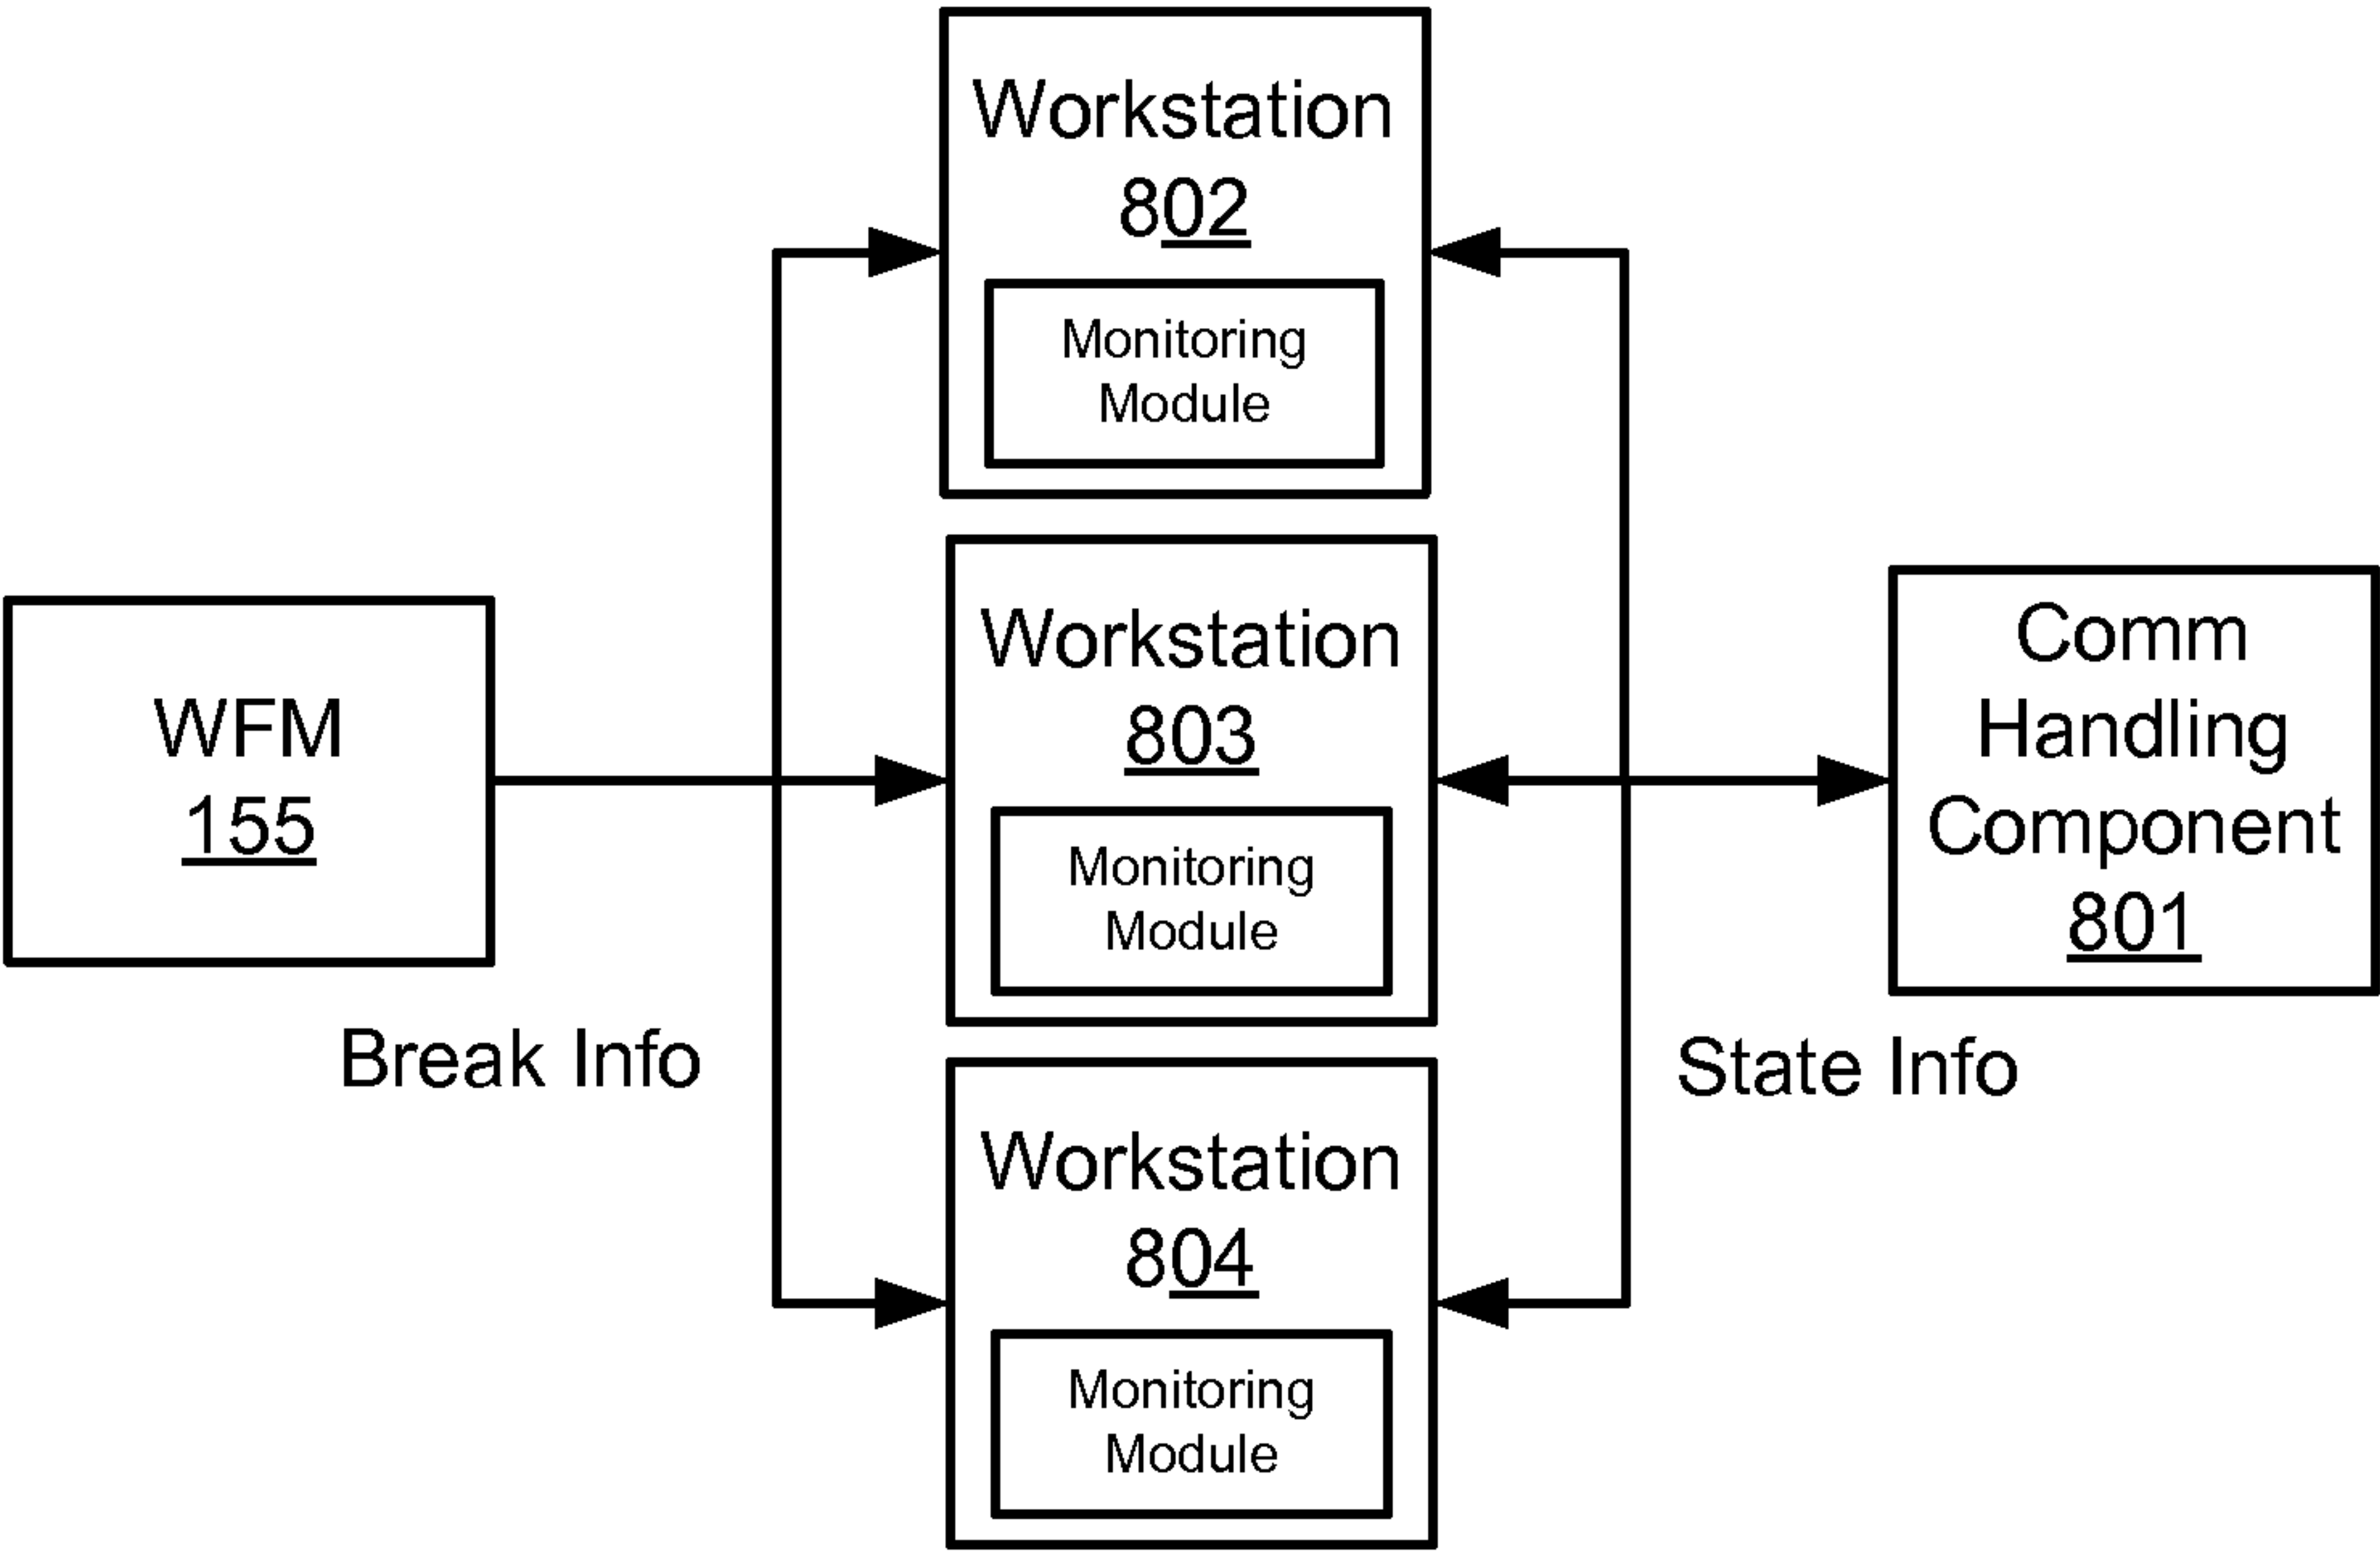 Workstation
802
Monitoring
Module
WFM
155
Break Info
Workstation
803
Monitoring
Module
Workstation
804
Monitoring
Module
Comm
Handling
Component
801
State Info